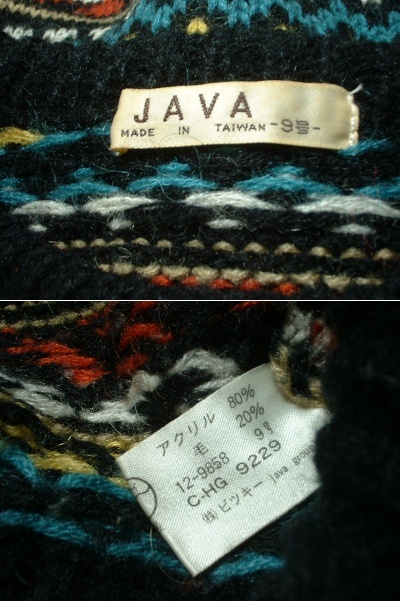 JAVA
MADE IN TAIWAN -9号-
アクリル 80%
毛 20%
9号
12-9858
C-HG 9229
㈱ ビッキー java group